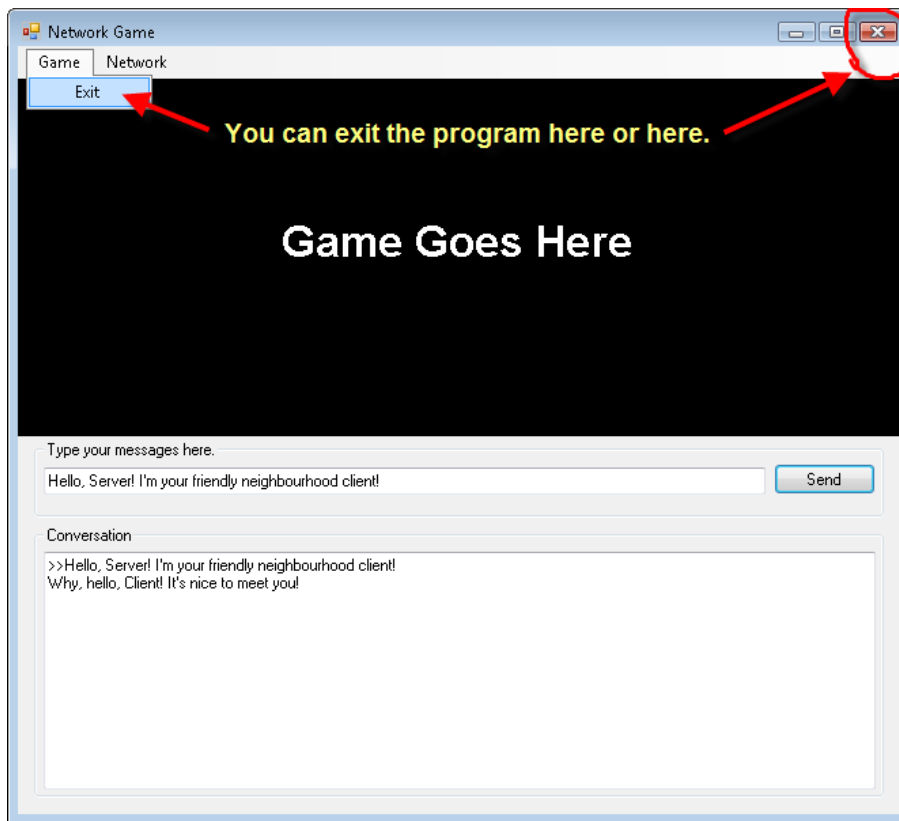 Network Game
Game Network
Exit
You can exit the program here or here.
Game Goes Here
Type your messages here.
Hello, Server! I'm your friendly neighbourhood client!
Send
Conversation
>>Hello, Server! I'm your friendly neighbourhood client!
Why, hello, Client! It's nice to meet you!